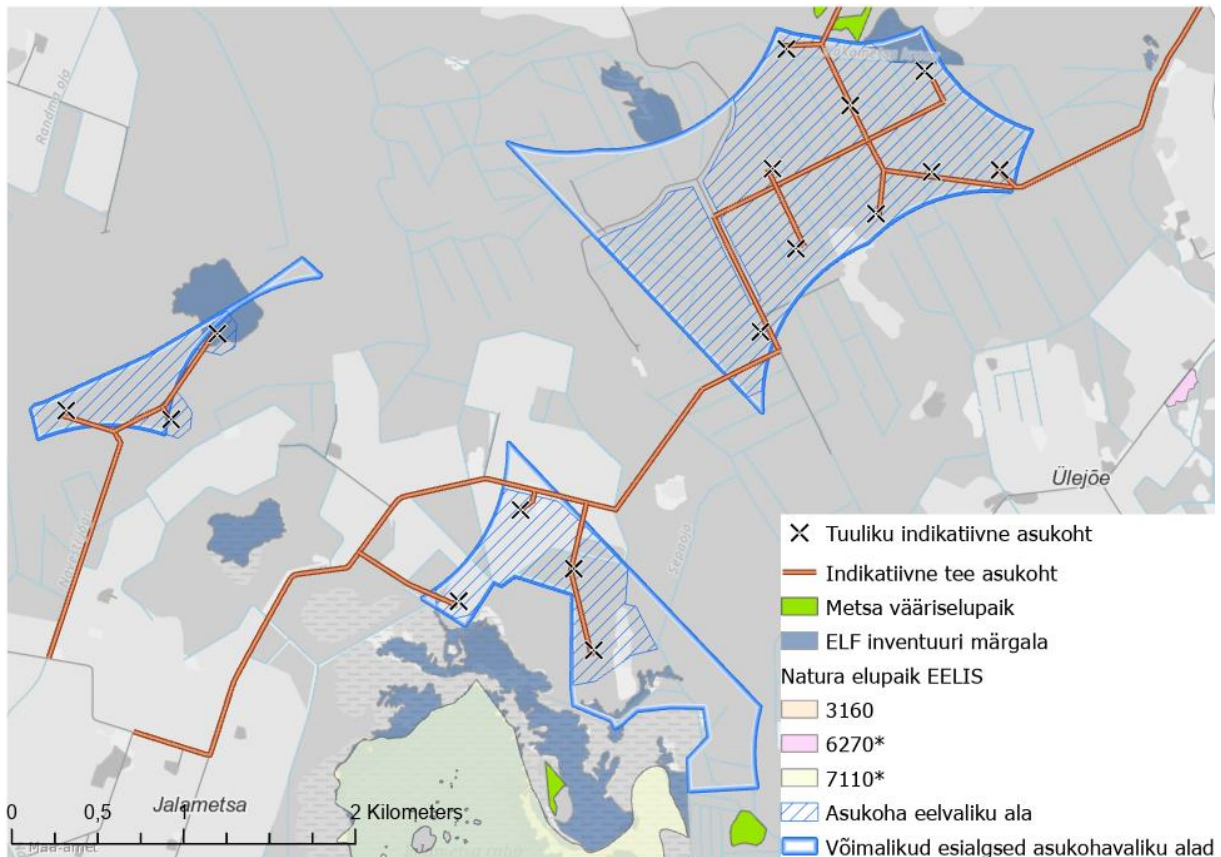 Randma oja
Ülejõe
Sepaoja
Jalametsa
0 0,5 1 2 Kilometers
Maa-amet
Tuuliku indikatiivne asukoht
Indikatiivne tee asukoht
Metsa vääriselupaik
ELF inventuuri märgala
Natura elupaik EELIS
3160
6270*
7110*
Asukoha eelvaliku ala
Võimalikud esialgsed asukohavaliku alad